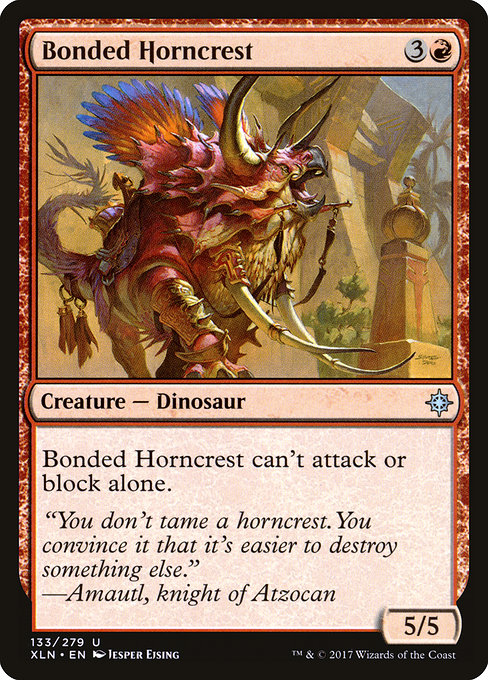 Bonded Horncrest 3
Creature — Dinosaur
Bonded Horncrest can't attack or
block alone.
“You don't tame a horncrest. You
convince it that it's easier to destroy
something else.”
—Amautl, knight of Atzocan
5/5
133/279 U
XLN • EN Jesper Eising
™ & © 2017 Wizards of the Coast